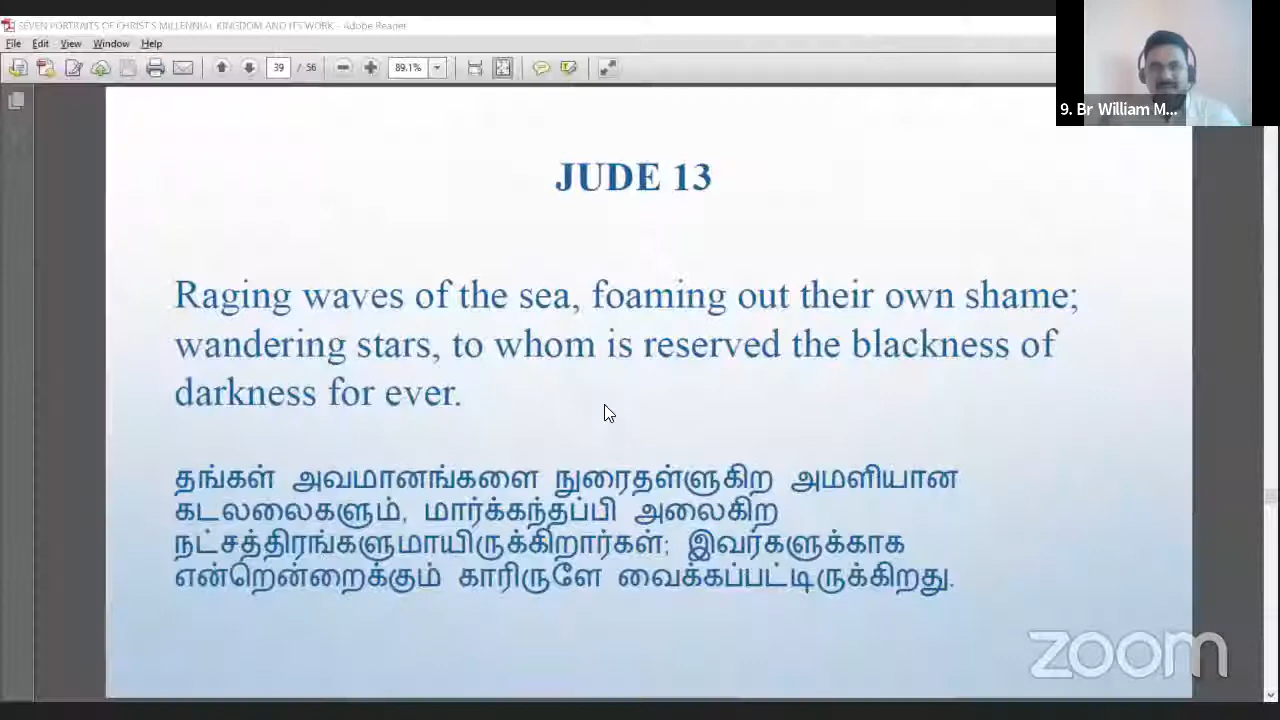 SEVEN PORTRAITS OF CHRIST'S MILLENNIAL KINGDOM AND ITS WORK - Adobe Reader
File Edit View Window Help
39 / 56 89.1%
9. Br William M...
JUDE 13
Raging waves of the sea, foaming out their own shame;
wandering stars, to whom is reserved the blackness of
darkness for ever.
தங்கள் அவமானங்களை நுரைதள்ளுகிற அமளியான
கடலலைகளும், மார்க்கந்தப்பி அலைகிற
நட்சத்திரங்களுமாயிருக்கிறார்கள்; இவர்களுக்காக
என்றென்றைக்கும் காரிருளே வைக்கப்பட்டிருக்கிறது.
zoom